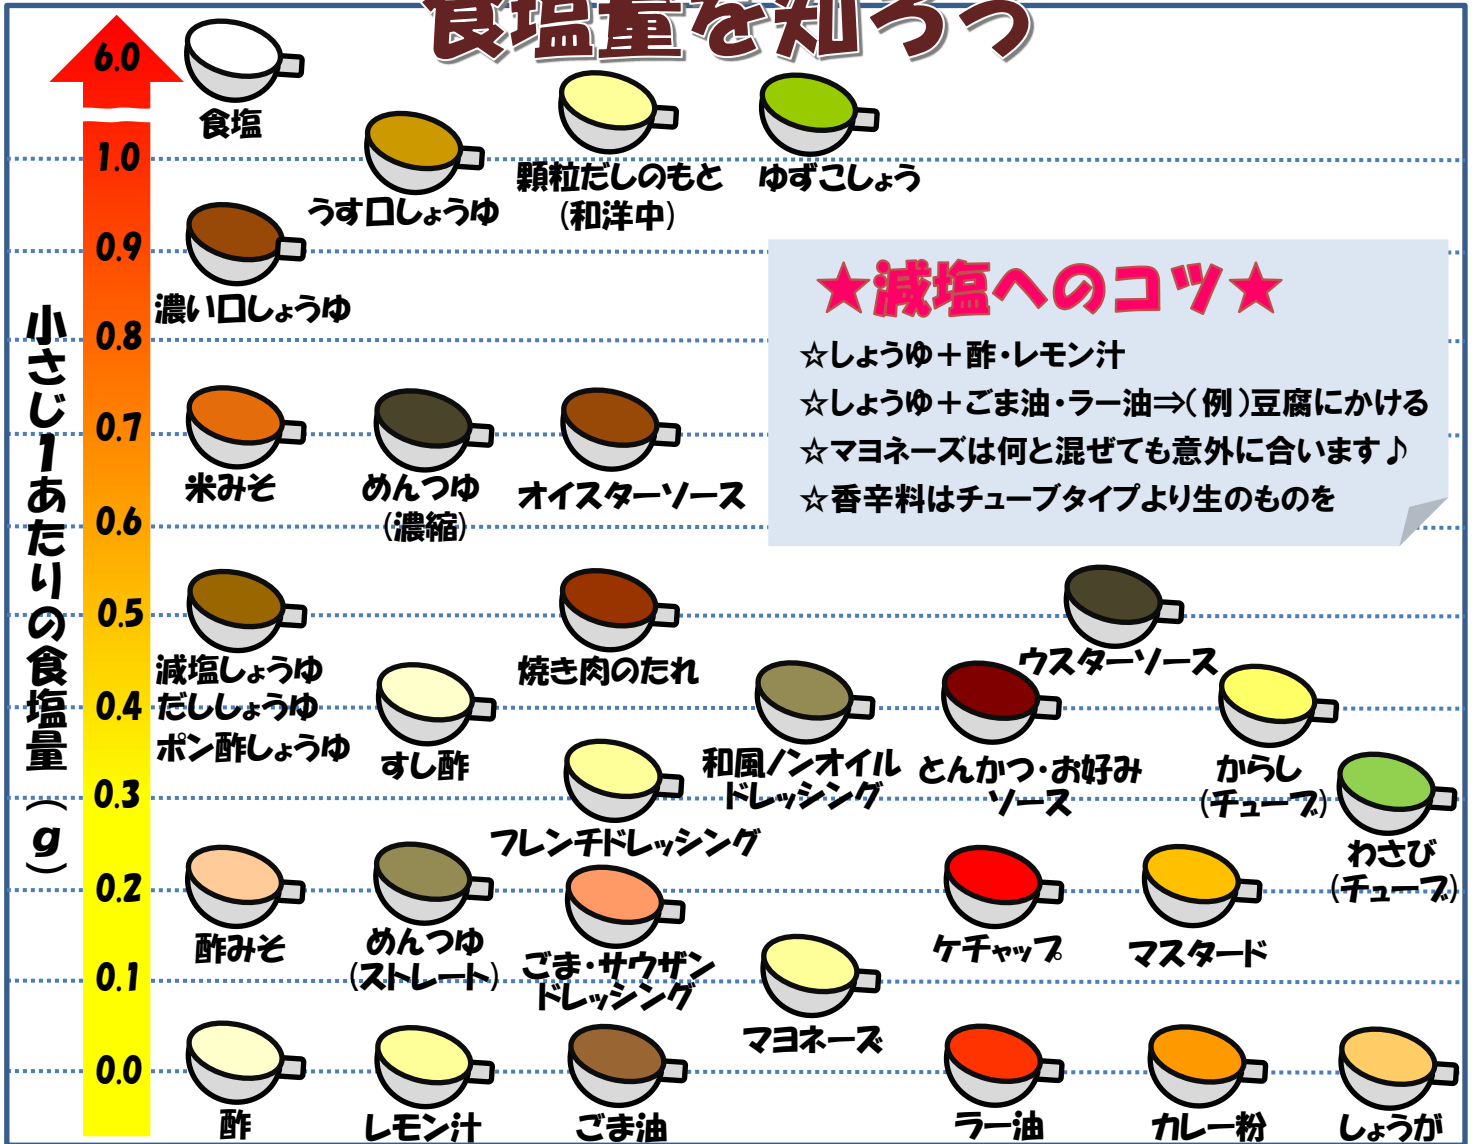 食塩量を知ろう
小さじ1あたりの食塩量（g）
6.0
食塩
1.0
うす口しょうゆ
顆粒だしのもと
(和洋中)
ゆずこしょう
0.9
濃い口しょうゆ
★減塩へのコツ★
☆しょうゆ＋酢・レモン汁
☆しょうゆ＋ごま油・ラー油⇒(例)豆腐にかける
☆マヨネーズは何と混ぜても意外に合います♪
☆香辛料はチューブタイプより生のものを
0.8
0.7
米みそ
めんつゆ
(濃縮)
オイスターソース
0.6
0.5
減塩しょうゆ
だししょうゆ
ポン酢しょうゆ
焼き肉のたれ
ウスターソース
0.4
すし酢
和風ノンオイル
ドレッシング
とんかつ・お好み
ソース
からし
(チューブ)
0.3
フレンチドレッシング
わさび
(チューブ)
0.2
酢みそ
めんつゆ
(ストレート)
ごま・サウザン
ドレッシング
ケチャップ
マスタード
0.1
マヨネーズ
0.0
酢
レモン汁
ごま油
ラー油
カレー粉
しょうが